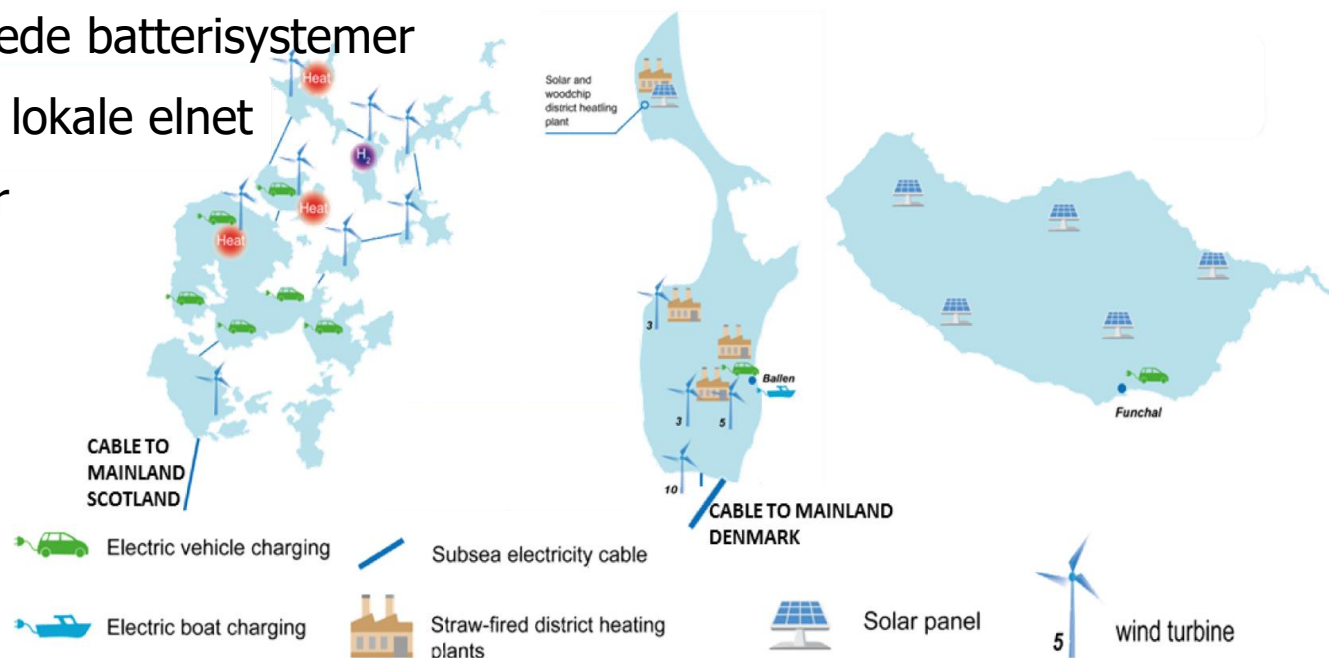 ede batterisystemer
lokale elnet
r
Heat
H₂
Heat
Heat
CABLE TO
MAINLAND
SCOTLAND
Solar and
woodchip
district heatling
plant
3
Ballen
3
5
10
CABLE TO MAINLAND
DENMARK
Funchal
Electric vehicle charging
Subsea electricity cable
Electric boat charging
Straw-fired district heating
plants
Solar panel
5
wind turbine